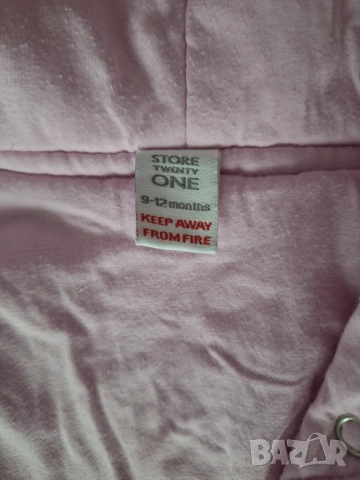 STORE
TWENTY
ONE
9-12 months
KEEP AWAY
FROM FIRE
BAZAR